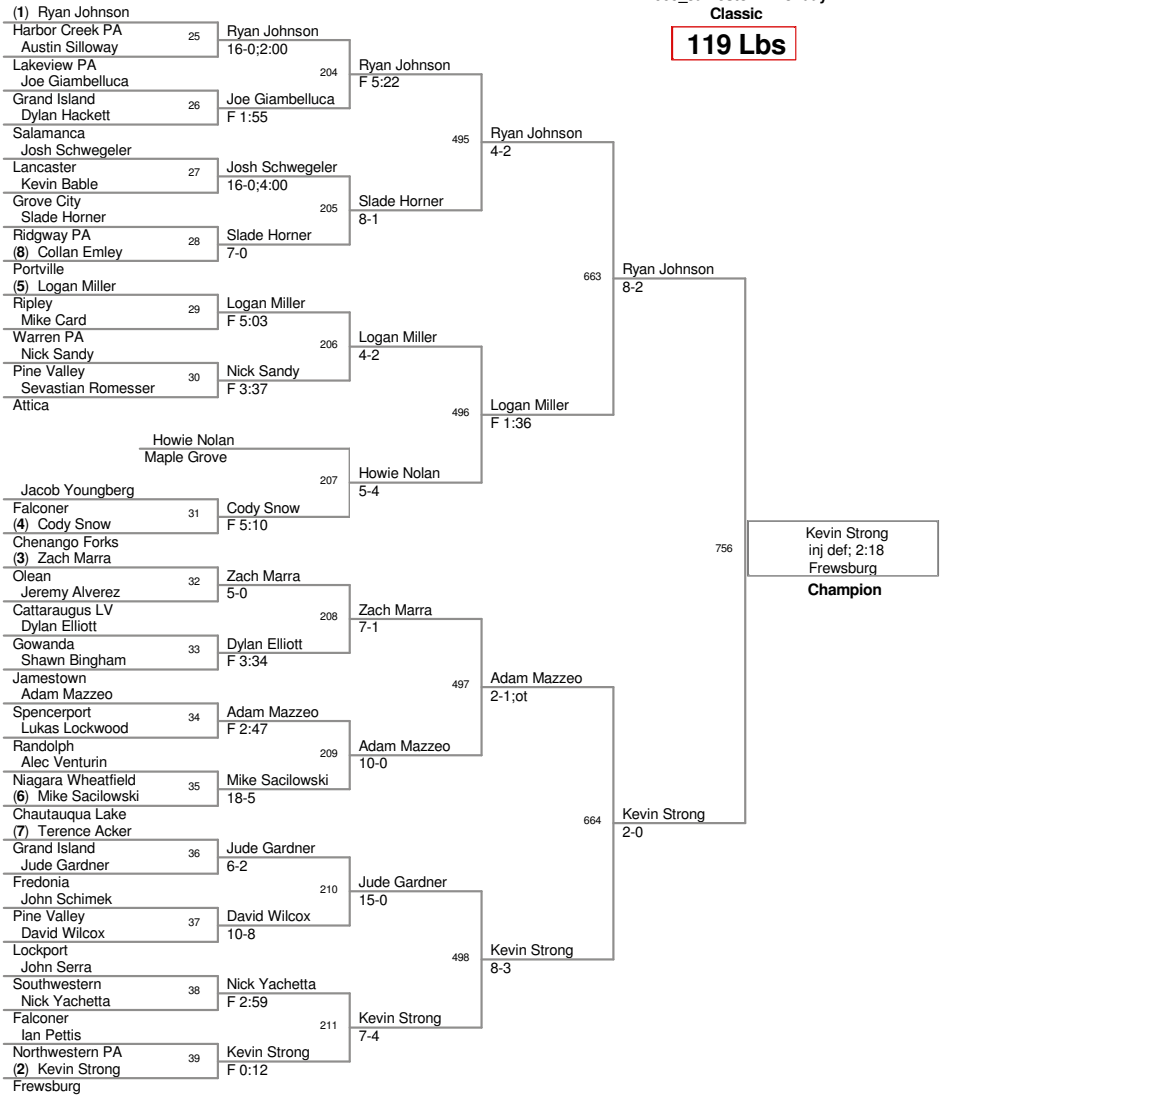 Classic
119 Lbs
(1) Ryan Johnson
Harbor Creek PA
25
Austin Silloway
Ryan Johnson
16-0;2:00
Lakeview PA
Joe Giambelluca
204
Ryan Johnson
F 5:22
Grand Island
26
Dylan Hackett
Joe Giambelluca
F 1:55
Salamanca
Josh Schwegeler
495
Ryan Johnson
4-2
Lancaster
27
Kevin Bable
Josh Schwegeler
16-0;4:00
Grove City
Slade Horner
205
Slade Horner
8-1
Ridgway PA
28
(8) Collan Emley
Slade Horner
7-0
Portville
(5) Logan Miller
663
Ryan Johnson
8-2
Ripley
29
Mike Card
Logan Miller
F 5:03
Warren PA
Nick Sandy
206
Logan Miller
4-2
Pine Valley
30
Sevastian Romesser
Nick Sandy
F 3:37
Attica
496
Logan Miller
F 1:36
Howie Nolan
Maple Grove
207
Howie Nolan
5-4
Jacob Youngberg
Falconer
31
(4) Cody Snow
Cody Snow
F 5:10
Chenango Forks
(3) Zach Marra
756
Kevin Strong
inj def; 2:18
Frewsburg
Champion
Olean
32
Jeremy Alverez
Zach Marra
5-0
Cattaraugus LV
Dylan Elliott
208
Zach Marra
7-1
Gowanda
33
Shawn Bingham
Dylan Elliott
F 3:34
Jamestown
Adam Mazzeo
497
Adam Mazzeo
2-1;ot
Spencerport
34
Lukas Lockwood
Adam Mazzeo
F 2:47
Randolph
Alec Venturin
209
Adam Mazzeo
10-0
Niagara Wheatfield
35
(6) Mike Sacilowski
Mike Sacilowski
18-5
Chautauqua Lake
(7) Terence Acker
664
Kevin Strong
2-0
Grand Island
36
Jude Gardner
Jude Gardner
6-2
Fredonia
John Schimek
210
Jude Gardner
15-0
Pine Valley
37
David Wilcox
David Wilcox
10-8
Lockport
John Serra
498
Kevin Strong
8-3
Southwestern
38
Nick Yachetta
Nick Yachetta
F 2:59
Falconer
Ian Pettis
211
Kevin Strong
7-4
Northwestern PA
39
(2) Kevin Strong
Kevin Strong
F 0:12
Frewsburg